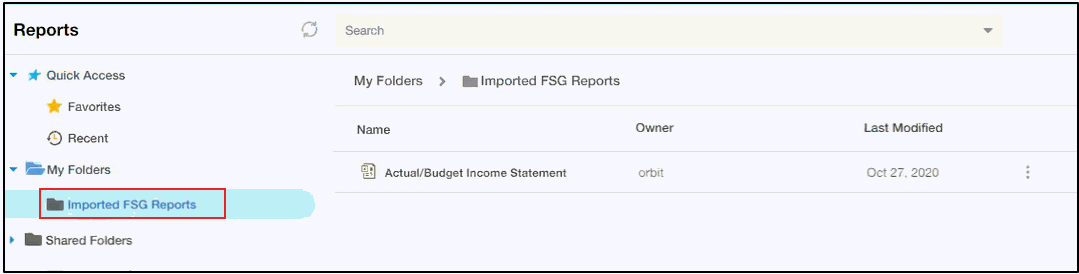 Reports
Search
Quick Access
Favorites
Recent
My Folders
Imported FSG Reports
Shared Folders
My Folders > Imported FSG Reports
Name Owner Last Modified
Actual/Budget Income Statement orbit Oct 27, 2020